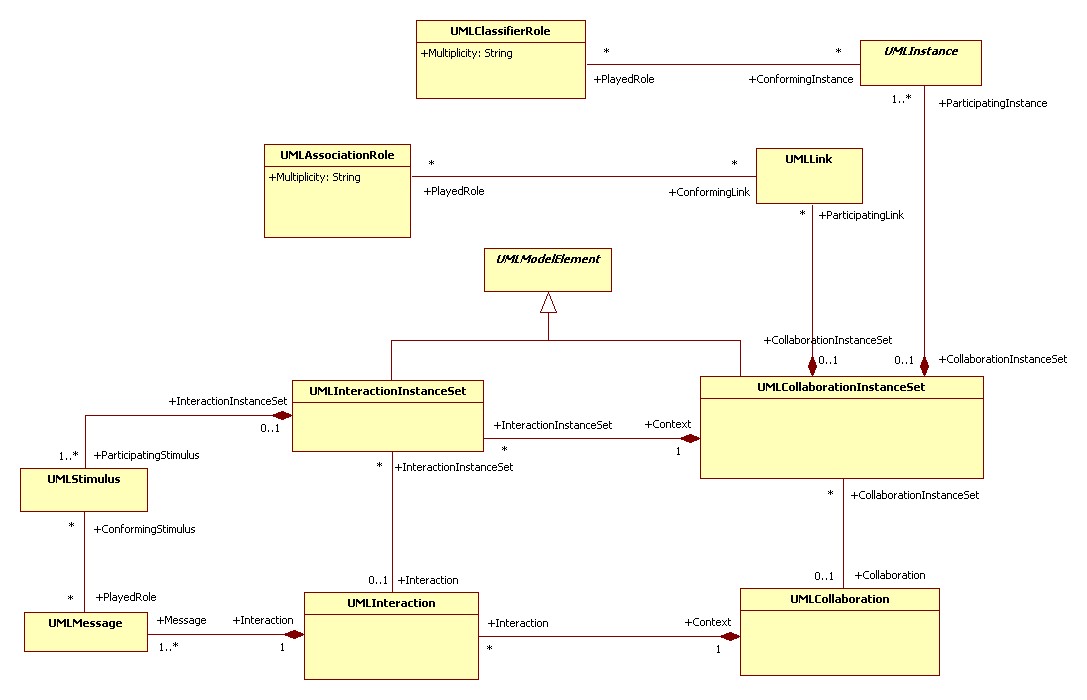 UMLClassifierRole
+Multiplicity: String
*
*
UMLInstance
+PlayedRole
+ConformingInstance
1..*
+ParticipatingInstance
UMLAssociationRole
+Multiplicity: String
*
*
UMLLink
+PlayedRole
+ConformingLink
*
+ParticipatingLink
UMLModelElement
+CollaborationInstanceSet
0..1
0..1
+CollaborationInstanceSet
UMLInteractionInstanceSet
UMLCollaborationInstanceSet
+InteractionInstanceSet
0..1
+InteractionInstanceSet
+Context
*
1
1..*
+ParticipatingStimulus
*
+InteractionInstanceSet
UMLStimulus
*
+CollaborationInstanceSet
*
+ConformingStimulus
0..1
+Interaction
0..1
+Collaboration
*
+PlayedRole
UMLInteraction
UMLCollaboration
UMLMessage
+Message
+Interaction
1..*
1
+Interaction
+Context
*
1